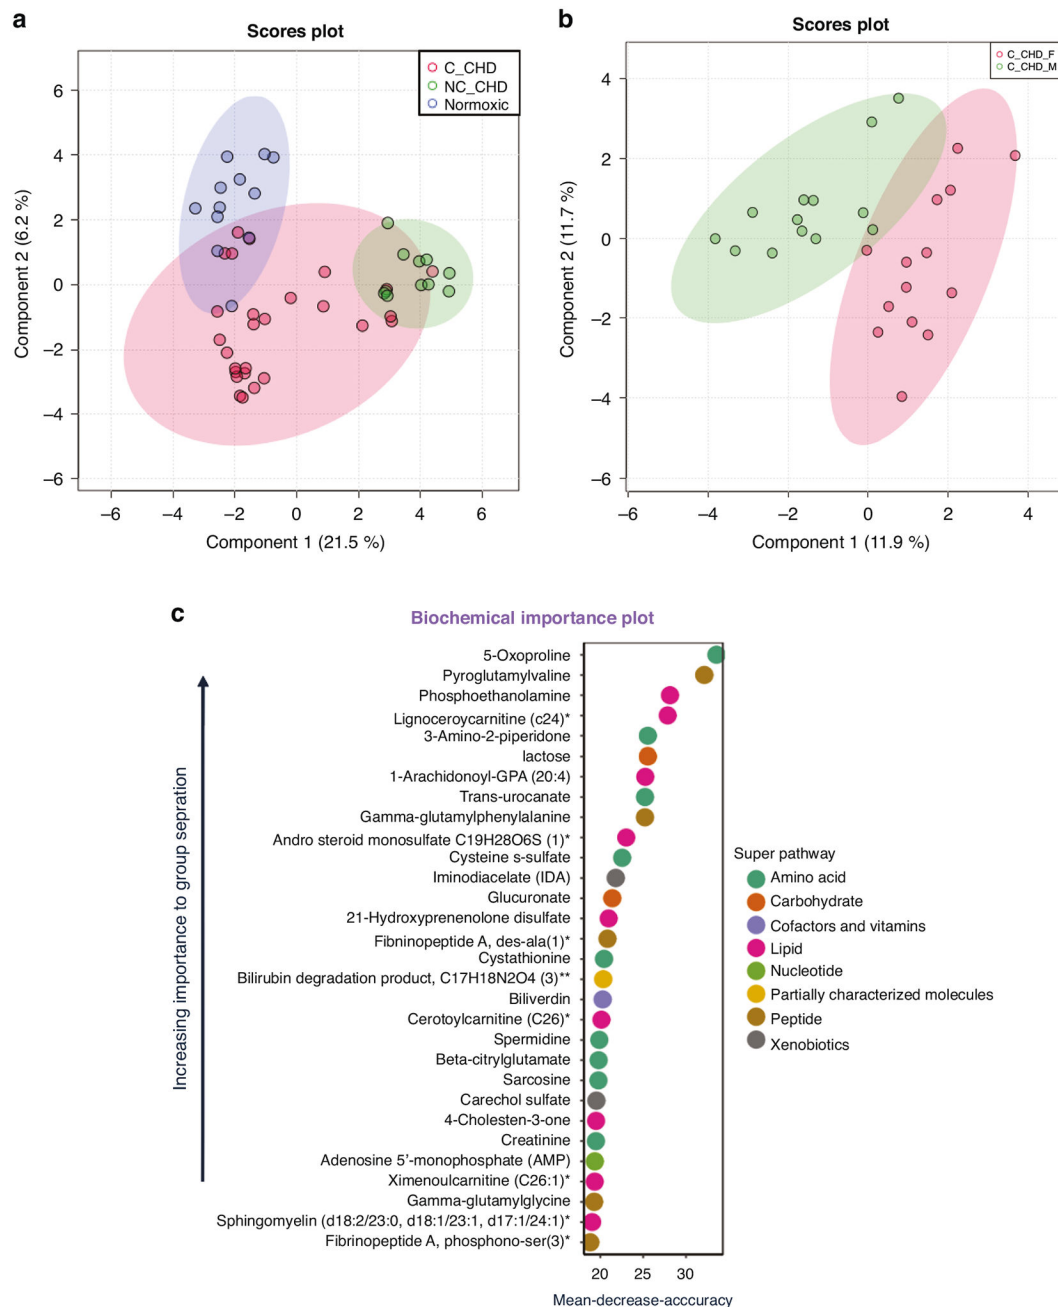 a
Scores plot
C_CHD
NC_CHD
Normoxic
6
4
2
0
–2
–4
–6
Component 2 (6.2 %)
–6 –4 –2 0 2 4 6
Component 1 (21.5 %)
b
Scores plot
C_CHD_F
C_CHD_M
4
2
0
–2
–4
–6
Component 2 (11.7 %)
–6 –4 –2 0 2 4
Component 1 (11.9 %)
c
Biochemical importance plot
Increasing importance to group sepration
5-Oxoproline
Pyroglutamylvaline
Phosphoethanolamine
Lignoceroycarnitine (c24)*
3-Amino-2-piperidone
lactose
1-Arachidonoyl-GPA (20:4)
Trans-urocanate
Gamma-glutamylphenylalanine
Andro steroid monosulfate C19H28O6S (1)*
Cysteine s-sulfate
Iminodiacelate (IDA)
Glucuronate
21-Hydroxyprenenolone disulfate
Fibninopeptide A, des-ala(1)*
Cystathionine
Bilirubin degradation product, C17H18N2O4 (3)**
Biliverdin
Cerotoylcarnitine (C26)*
Spermidine
Beta-citrylglutamate
Sarcosine
Carechol sulfate
4-Cholesten-3-one
Creatinine
Adenosine 5’-monophosphate (AMP)
Ximenoulcarnitine (C26:1)*
Gamma-glutamylglycine
Sphingomyelin (d18:2/23:0, d18:1/23:1, d17:1/24:1)*
Fibrinopeptide A, phosphono-ser(3)*
20 25 30
Mean-decrease-acccuracy
Super pathway
Amino acid
Carbohydrate
Cofactors and vitamins
Lipid
Nucleotide
Partially characterized molecules
Peptide
Xenobiotics